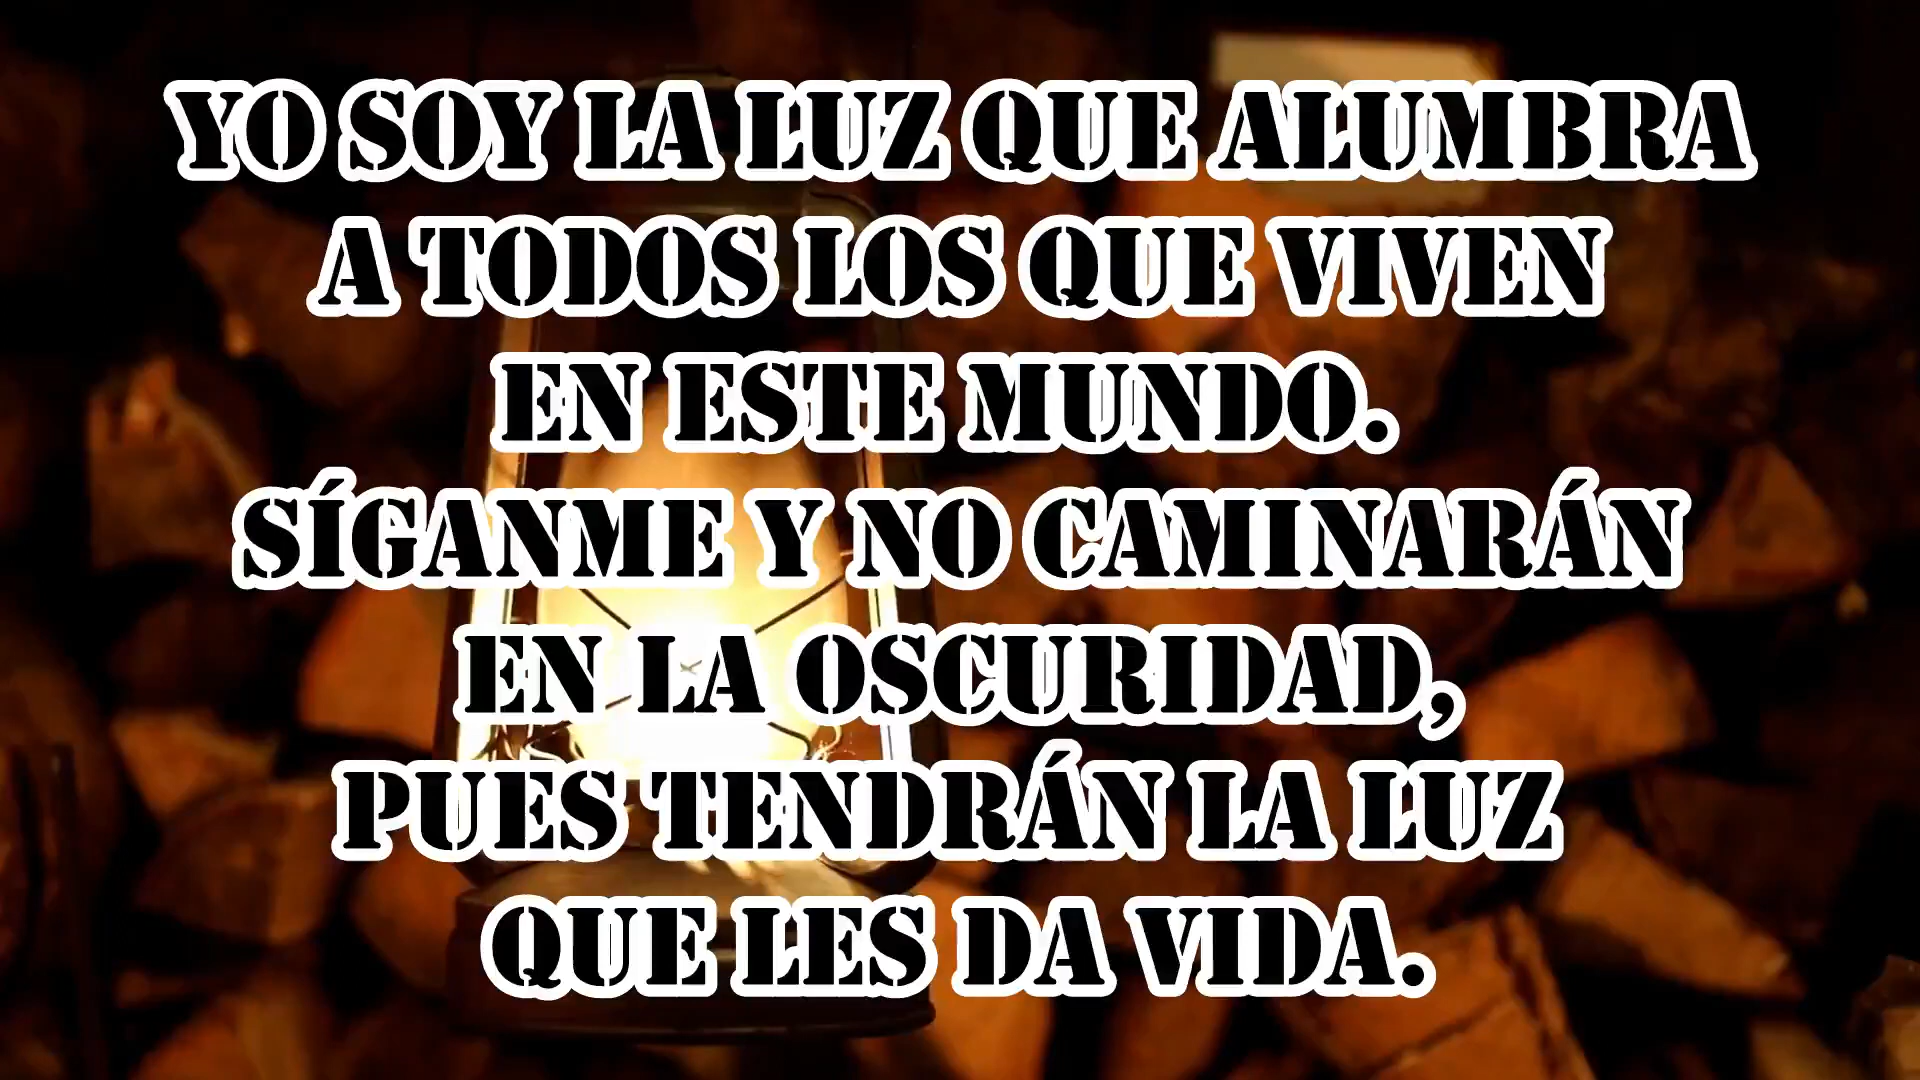 YO SOY LA LUZ QUE ALUMBRA
A TODOS LOS QUE VIVEN
EN ESTE MUNDO.
SÍGANME Y NO CAMINARÁN
EN LA OSCURIDAD,
PUES TENDRÁN LA LUZ
QUE LES DA VIDA.